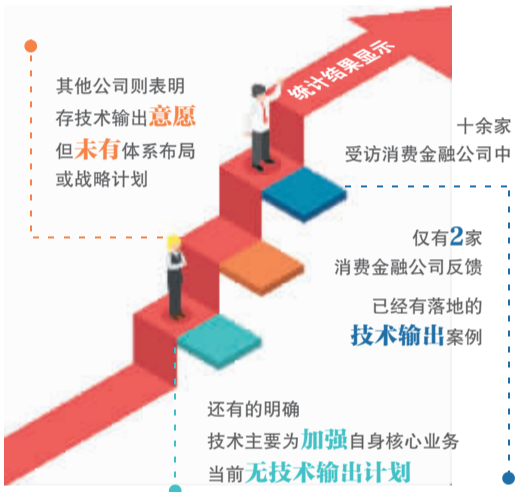 统计结果显示
其他公司则表明
存技术输出意愿
但未有体系布局
或战略计划
十余家
受访消费金融公司中
仅有2家
消费金融公司反馈
已经有落地的
技术输出案例
还有的明确
技术主要为加强自身核心业务
当前无技术输出计划